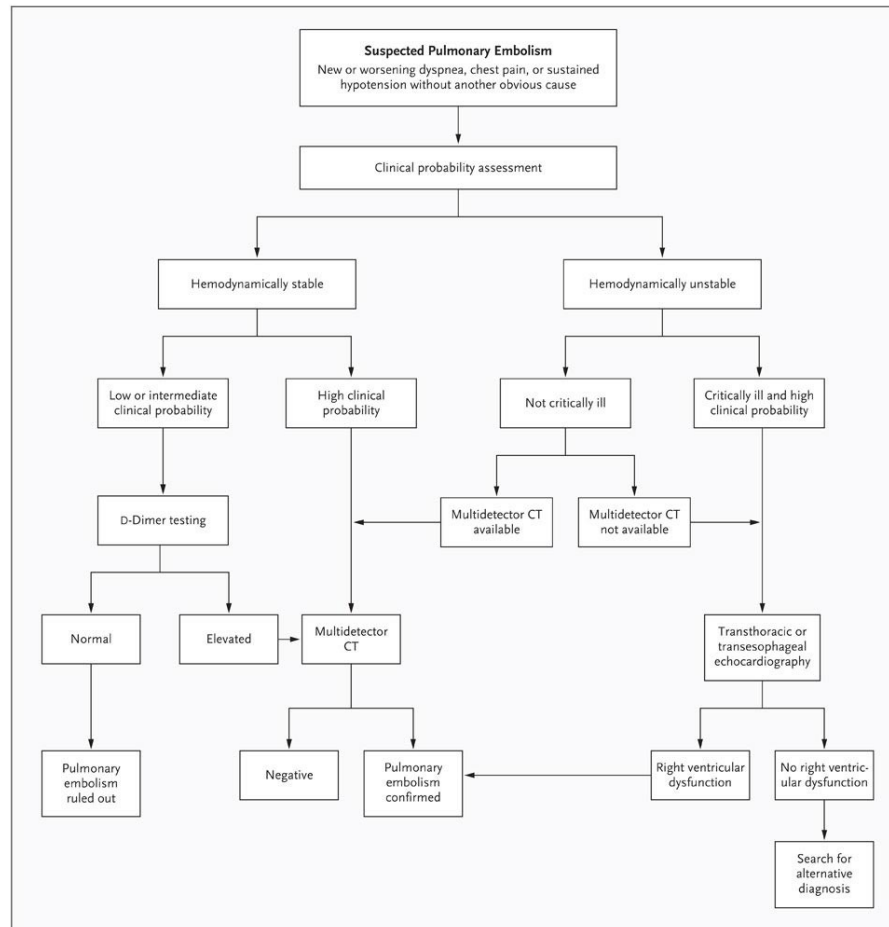 Suspected Pulmonary Embolism
New or worsening dyspnea, chest pain, or sustained
hypotension without another obvious cause
Clinical probability assessment
Hemodynamically stable
Hemodynamically unstable
Low or intermediate
clinical probability
High clinical
probability
Not critically ill
Critically ill and high
clinical probability
D-Dimer testing
Multidetector CT
available
Multidetector CT
not available
Normal
Elevated
Multidetector
CT
Transthoracic or
transesophageal
echocardiography
Pulmonary
embolism
ruled out
Negative
Pulmonary
embolism
confirmed
Right ventricular
dysfunction
No right ventric-
ular dysfunction
Search for
alternative
diagnosis